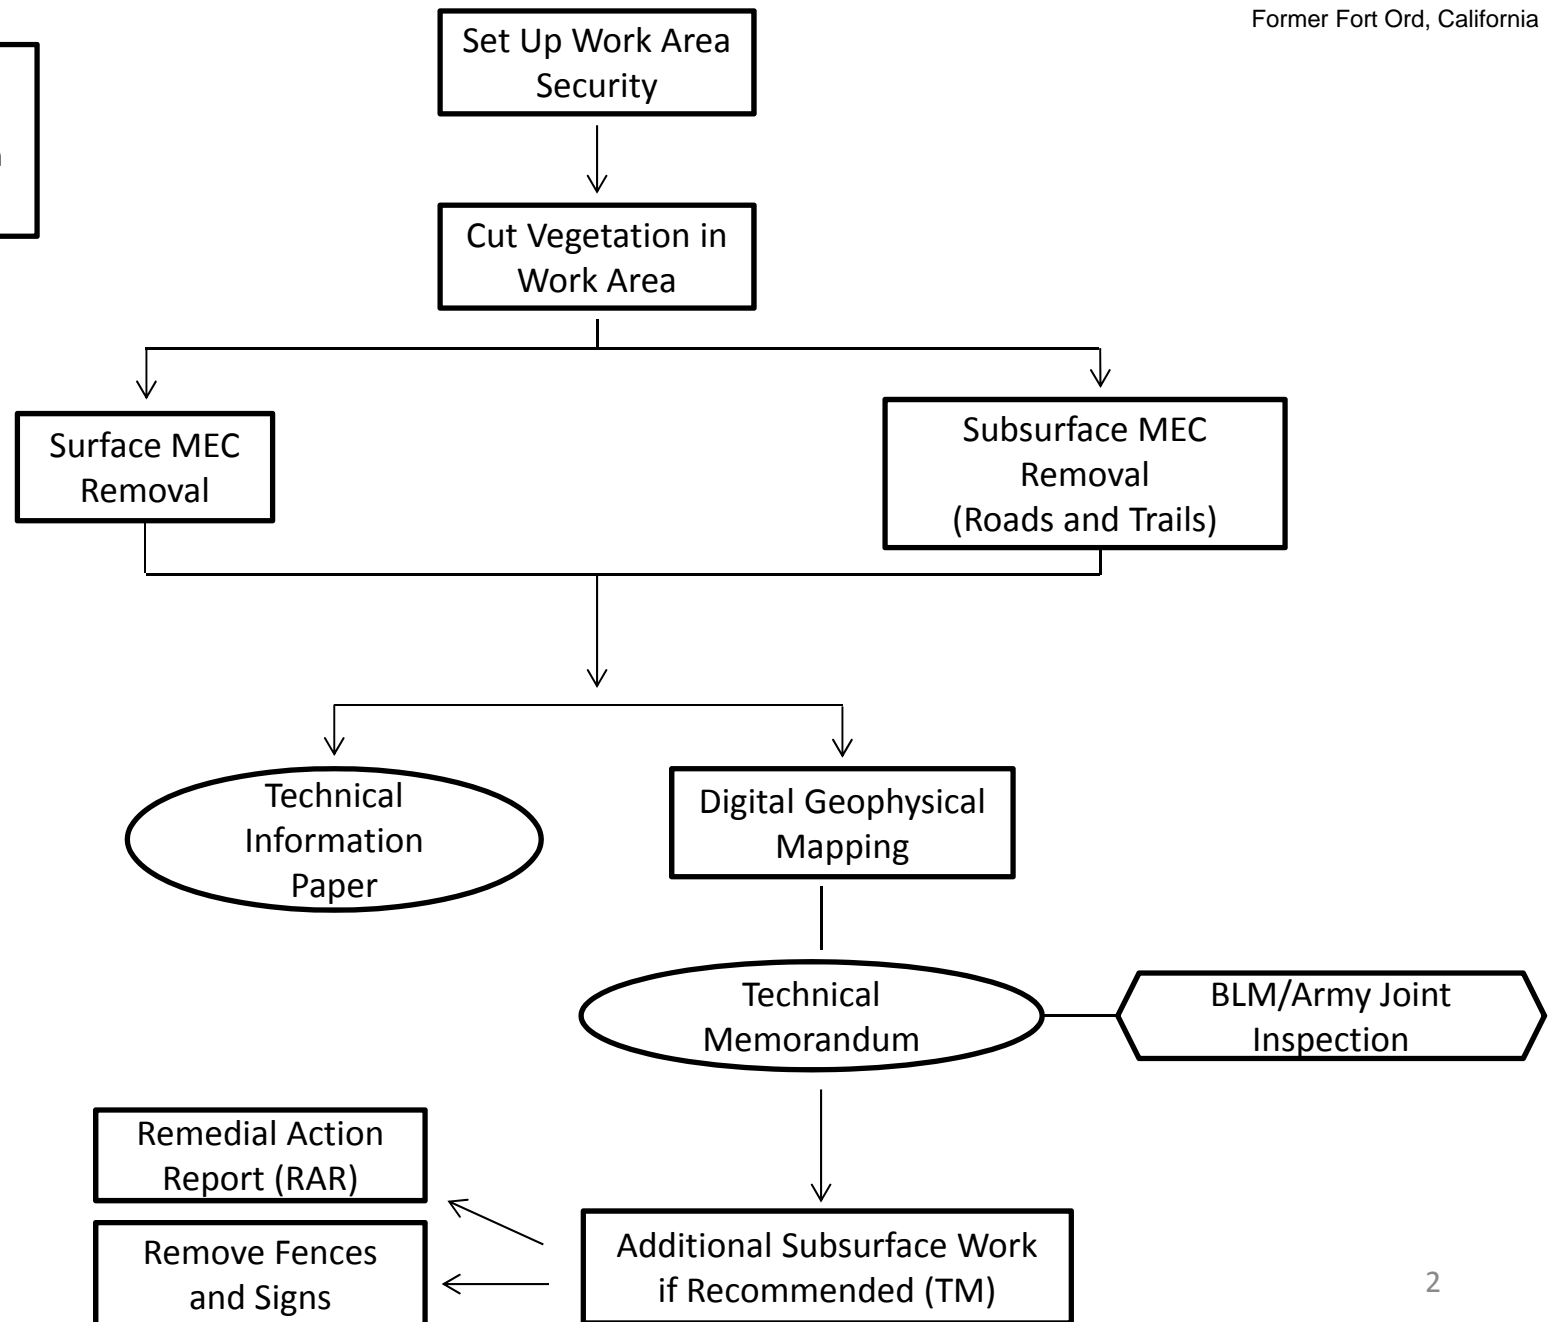 Former Fort Ord, California
Set Up Work Area
Security
Cut Vegetation in
Work Area
Surface MEC
Removal
Subsurface MEC
Removal
(Roads and Trails)
Technical
Information
Paper
Digital Geophysical
Mapping
Technical
Memorandum
BLM/Army Joint
Inspection
Remedial Action
Report (RAR)
Remove Fences
and Signs
Additional Subsurface Work
if Recommended (TM)
2